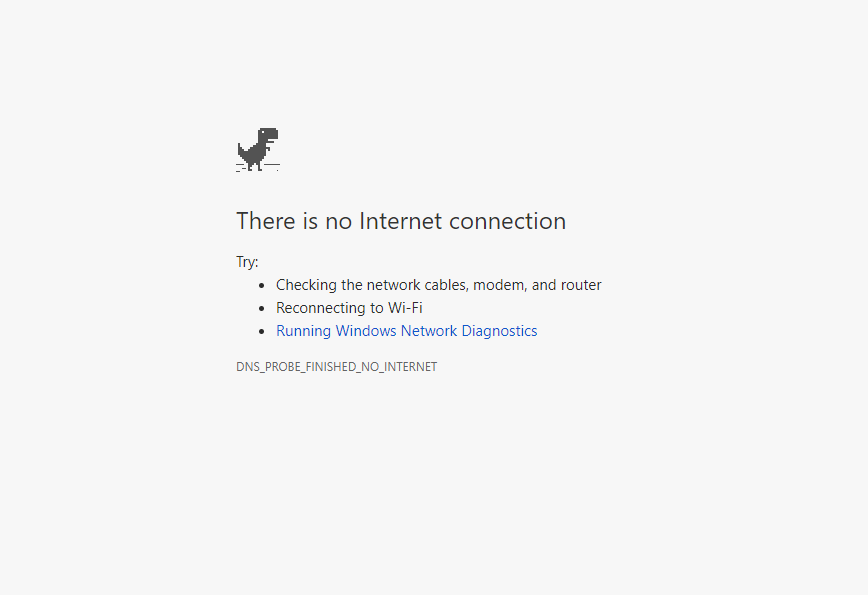 There is no Internet connection
Try:
Checking the network cables, modem, and router
Reconnecting to Wi-Fi
Running Windows Network Diagnostics
DNS_PROBE_FINISHED_NO_INTERNET